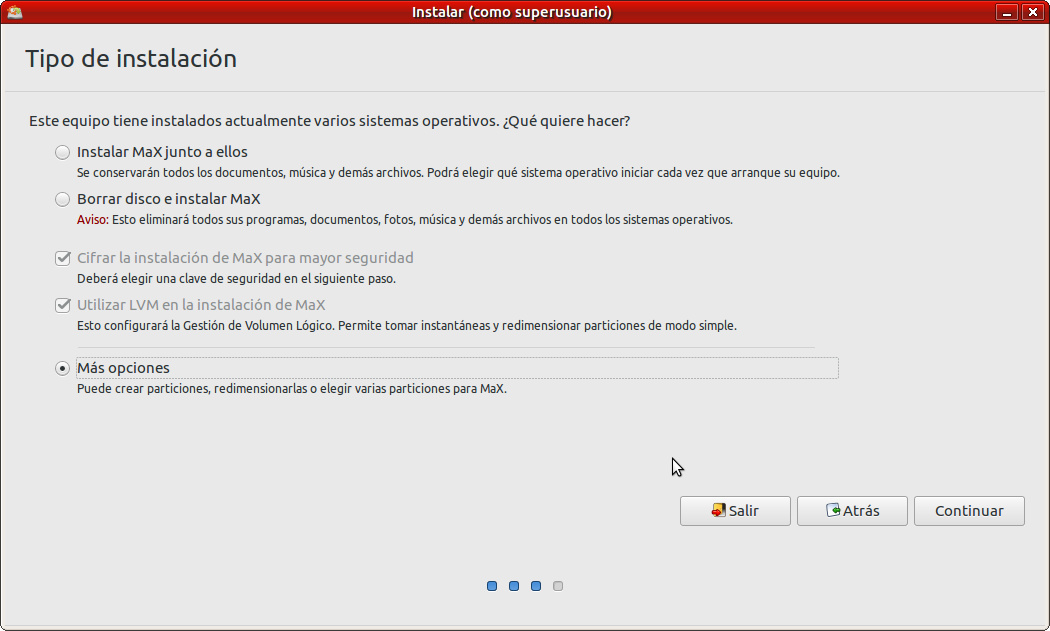 Instalar (como superusuario)
Tipo de instalación
Este equipo tiene instalados actualmente varios sistemas operativos. ¿Qué quiere hacer?
Instalar MaX junto a ellos
Se conservarán todos los documentos, música y demás archivos. Podrá elegir qué sistema operativo iniciar cada vez que arranque su equipo.
Borrar disco e instalar MaX
Aviso: Esto eliminará todos sus programas, documentos, fotos, música y demás archivos en todos los sistemas operativos.
Cifrar la instalación de MaX para mayor seguridad
Deberá elegir una clave de seguridad en el siguiente paso.
Utilizar LVM en la instalación de MaX
Esto configurará la Gestión de Volumen Lógico. Permite tomar instantáneas y redimensionar particiones de modo simple.
Más opciones
Puede crear particiones, redimensionarlas o elegir varias particiones para MaX.
Salir Atrás Continuar